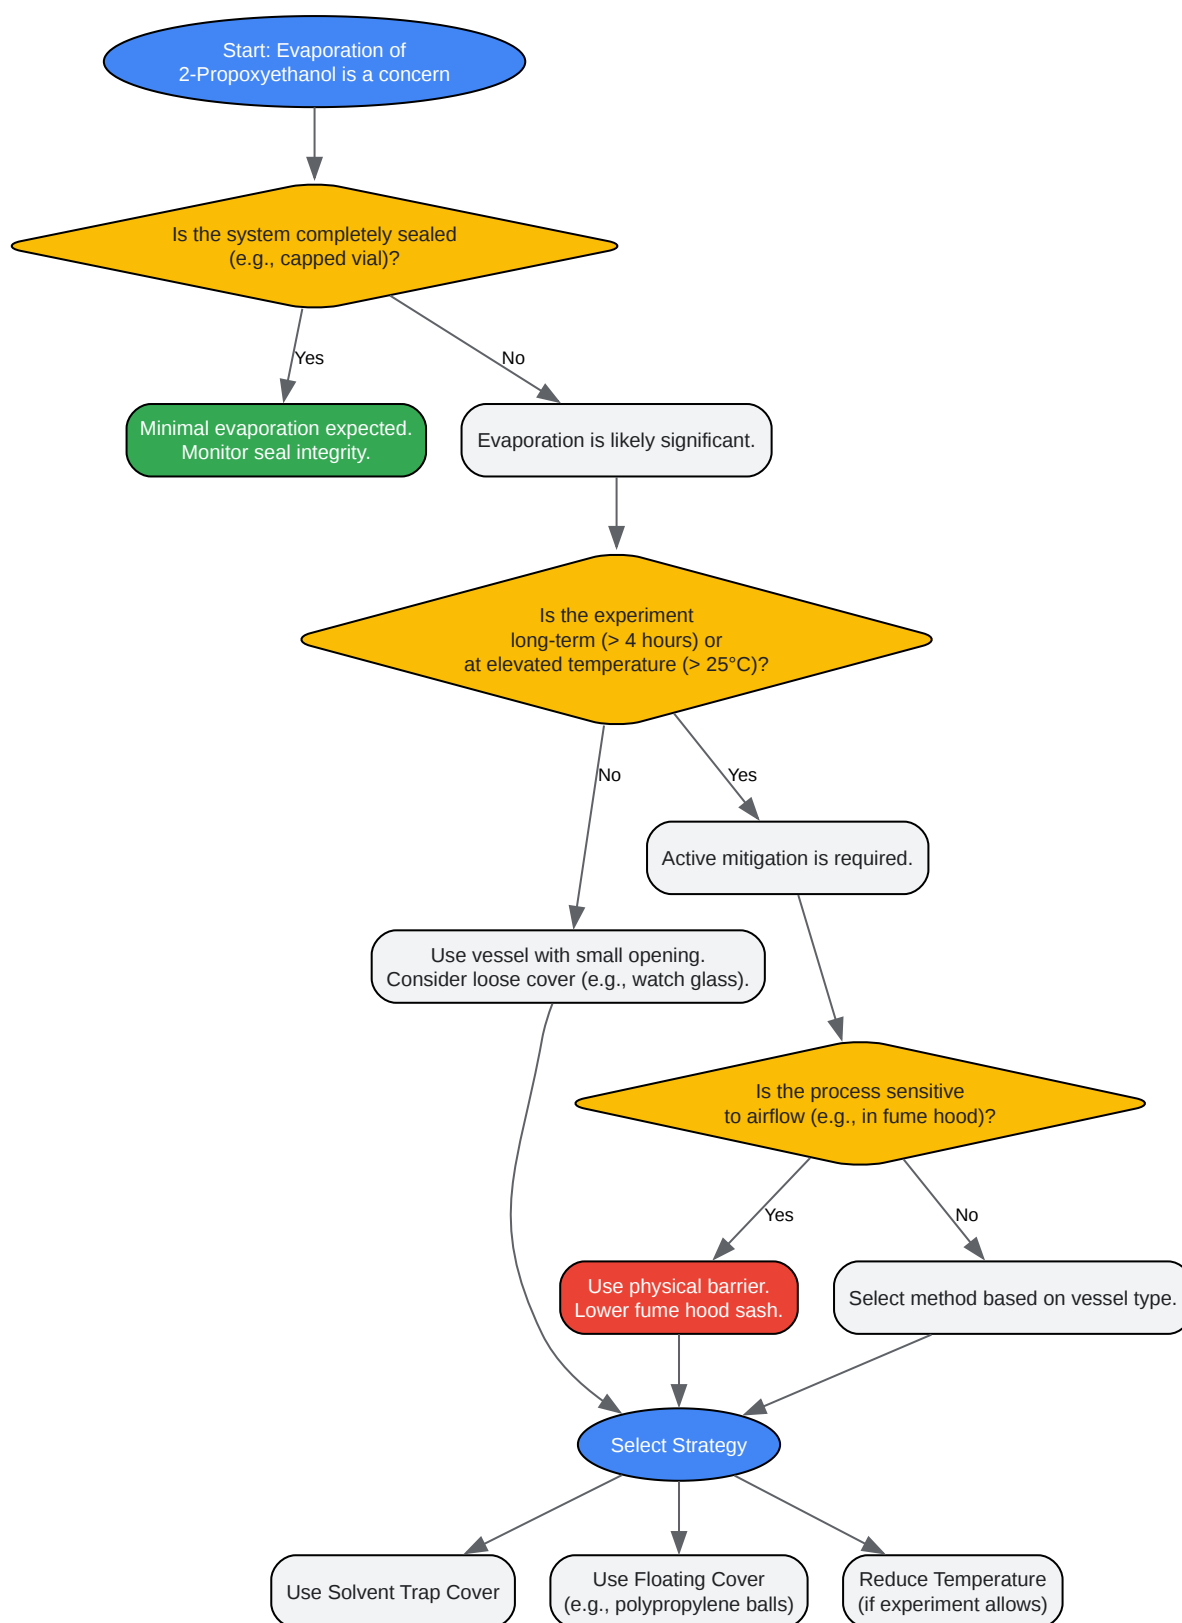 Start: Evaporation of
2-Propoxyethanol is a concern
Is the system completely sealed
(e.g., capped vial)?
Yes
No
Minimal evaporation expected.
Monitor seal integrity.
Evaporation is likely significant.
Is the experiment
long-term (> 4 hours) or
at elevated temperature (> 25°C)?
No
Yes
Active mitigation is required.
Use vessel with small opening.
Consider loose cover (e.g., watch glass).
Is the process sensitive
to airflow (e.g., in fume hood)?
Yes
No
Use physical barrier.
Lower fume hood sash.
Select method based on vessel type.
Select Strategy
Use Solvent Trap Cover
Use Floating Cover
(e.g., polypropylene balls)
Reduce Temperature
(if experiment allows)